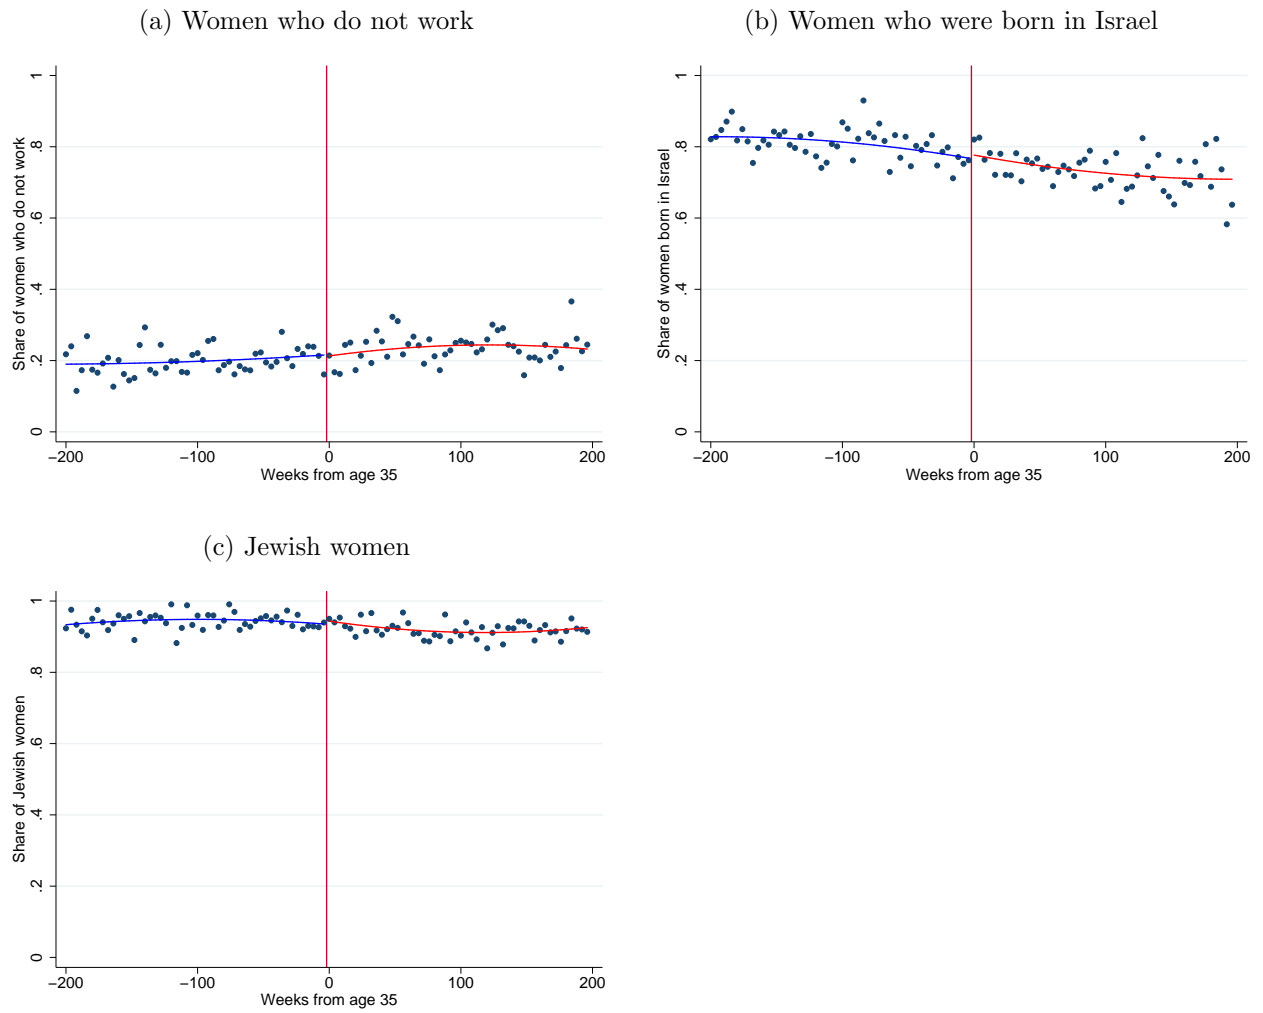 (a) Women who do not work
Share of women who do not work
1
.8
.6
.4
.2
0
−200 −100 0 100 200
Weeks from age 35
(b) Women who were born in Israel
Share of women born in Israel
1
.8
.6
.4
.2
0
−200 −100 0 100 200
Weeks from age 35
(c) Jewish women
Share of Jewish women
1
.8
.6
.4
.2
0
−200 −100 0 100 200
Weeks from age 35